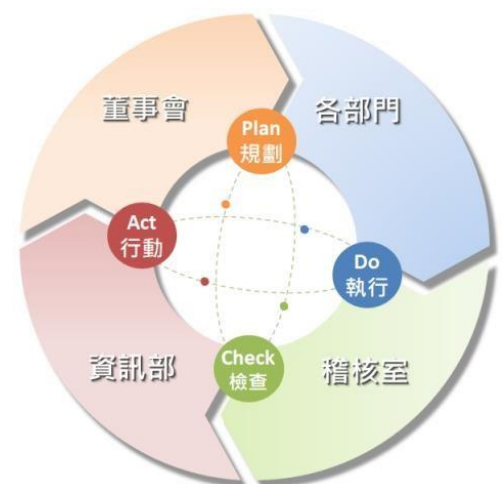 董事會
各部門
Plan
規劃
Act
行動
Do
執行
資訊部
Check
檢查
稽核室